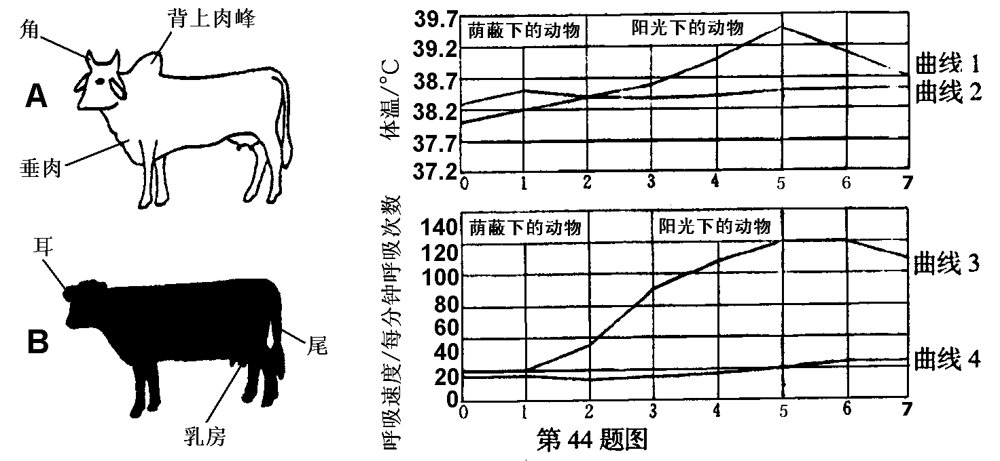 角
背上肉峰
A
垂肉
耳
B
尾
乳房
体温/°C
39.7
39.2
38.7
38.2
37.7
37.2
荫蔽下的动物
阳光下的动物
曲线 1
曲线 2
0 1 2 3 4 5 6 7
呼吸速度/每分钟呼吸次数
140
120
100
80
60
40
20
0
荫蔽下的动物
阳光下的动物
曲线 3
曲线 4
0 1 2 3 4 5 6 7
第 44 题图